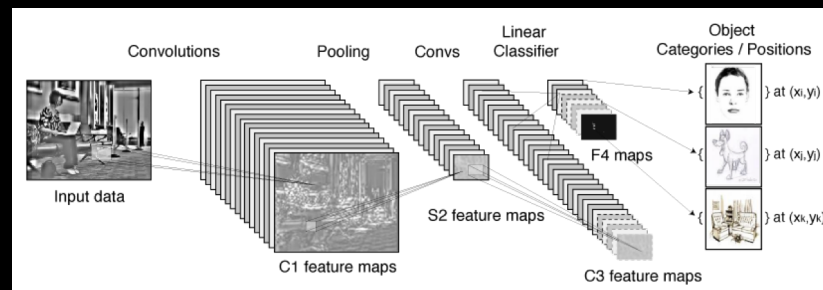 Convolutions
Pooling
Convs
Linear
Classifier
Object
Categories / Positions
Input data
C1 feature maps
S2 feature maps
C3 feature maps
F4 maps
{ } at (xi,yi)
{ } at (xj,yj)
{ } at (xk,yk)